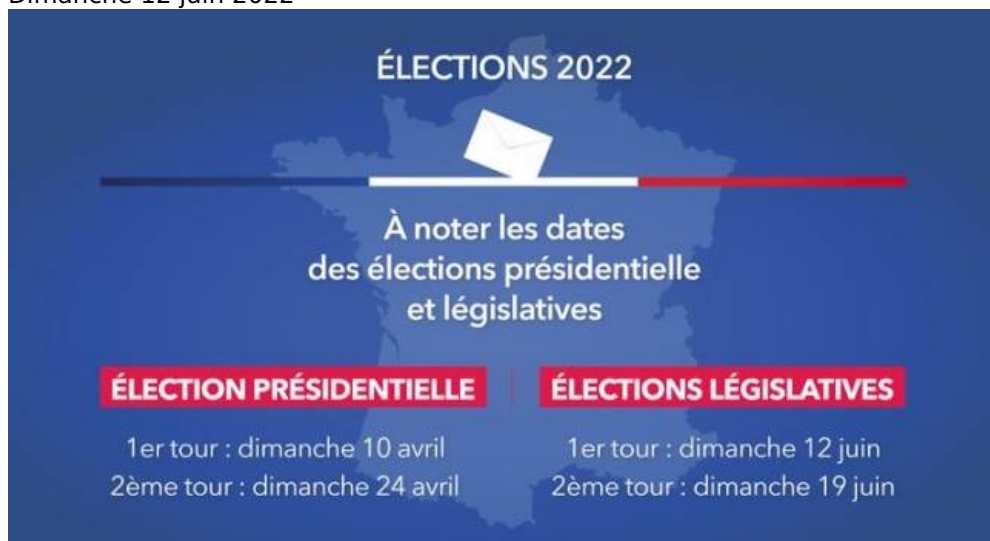 Dimanche 12 juin 2022
ÉLECTIONS 2022
À noter les dates
des élections présidentielle
et législatives
ÉLECTION PRÉSIDENTIELLE
1er tour : dimanche 10 avril
2ème tour : dimanche 24 avril
ÉLECTIONS LÉGISLATIVES
1er tour : dimanche 12 juin
2ème tour : dimanche 19 juin